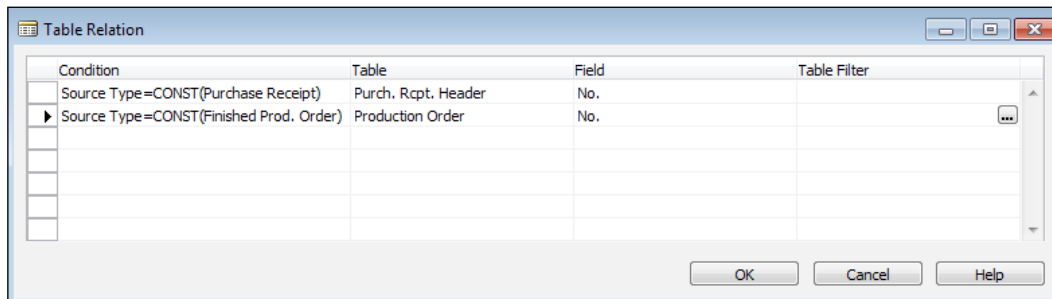 Table Relation
Condition Table Field Table Filter
Source Type=CONST(Purchase Receipt) Purch. Rcpt. Header No.
Source Type=CONST(Finished Prod. Order) Production Order No. ...
OK Cancel Help